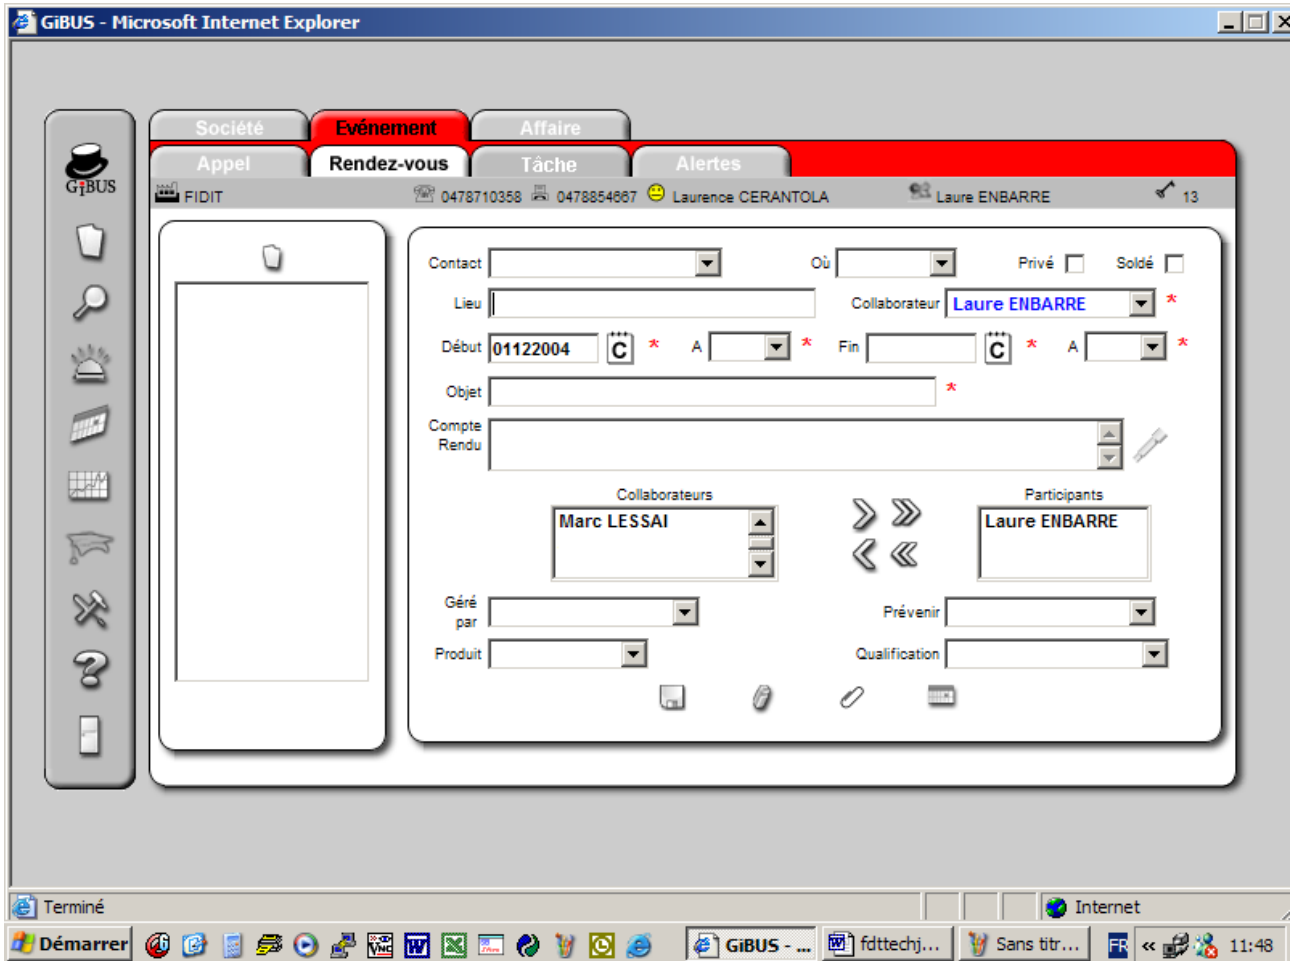 GiBUS - Microsoft Internet Explorer
Société Evénement Affaire
Appel Rendez-vous Tâche Alertes
GiBUS
FIDIT 0478710358 0478854667 Laurence CERANTOLA Laure ENBARRE 13
Contact Où Privé Soldé
Lieu Collaborateur Laure ENBARRE *
Début 01122004 C * A * Fin C * A *
Objet *
Compte
Rendu
Collaborateurs Participants
Marc LESSAI Laure ENBARRE
Géré
par Prévenir
Produit Qualification
Terminé Internet
Démarrer GiBUS - ... fdttechj... Sans titr... FR « 11:48